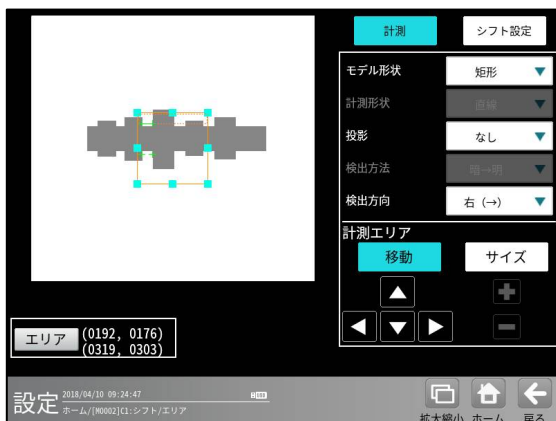 計測 シフト設定
モデル形状 矩形
計測形状 直線
投影 なし
検出方法 暗→明
検出方向 右 (→)
計測エリア
移動 サイズ
エリア (0192, 0176)
(0319, 0303)
設定 2018/04/10 09:24:47
ホーム/[M0002]C1:シフト/エリア
拡大縮小 ホーム 戻る